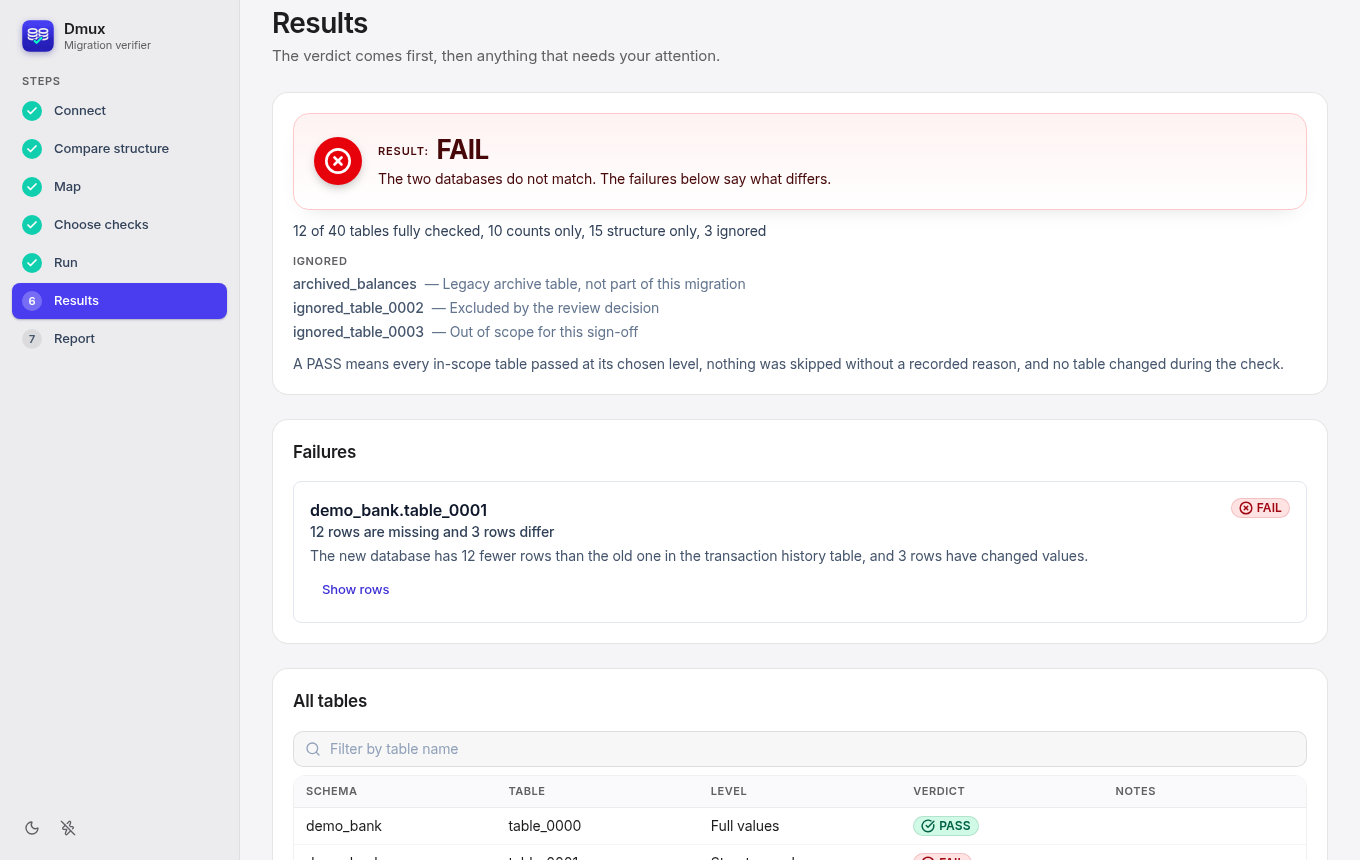 Dmux
Migration verifier
STEPS
Connect
Compare structure
Map
Choose checks
Run
6 Results
7 Report
Results
The verdict comes first, then anything that needs your attention.
RESULT: FAIL
The two databases do not match. The failures below say what differs.
12 of 40 tables fully checked, 10 counts only, 15 structure only, 3 ignored
IGNORED
archived_balances — Legacy archive table, not part of this migration
ignored_table_0002 — Excluded by the review decision
ignored_table_0003 — Out of scope for this sign-off
A PASS means every in-scope table passed at its chosen level, nothing was skipped without a recorded reason, and no table changed during the check.
Failures
demo_bank.table_0001 FAIL
12 rows are missing and 3 rows differ
The new database has 12 fewer rows than the old one in the transaction history table, and 3 rows have changed values.
Show rows
All tables
Filter by table name
SCHEMA TABLE LEVEL VERDICT NOTES
demo_bank table_0000 Full values PASS